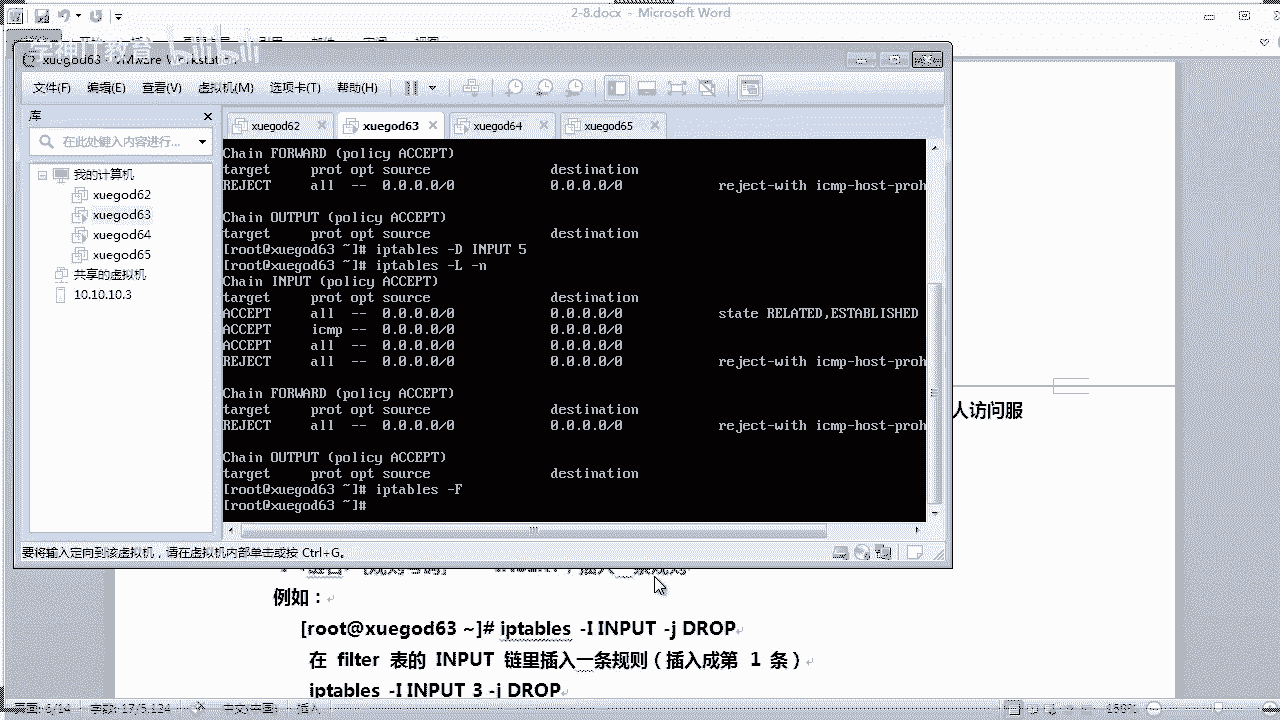 2-8.docx - Microsoft Word
学神IT教育 bilibili
文件(F) 编辑(E) 查看(V) 虚拟机(M) 选项卡(T) 帮助(H)
库
在此处键入内容进行...
我的计算机
xuegod62
xuegod63
xuegod64
xuegod65
共享的虚拟机
10.10.10.3
xuegod62 xuegod63 xuegod64 xuegod65
Chain FORWARD (policy ACCEPT)
target prot opt source destination
REJECT all -- 0.0.0.0/0 0.0.0.0/0 reject-with icmp-host-proh
Chain OUTPUT (policy ACCEPT)
target prot opt source destination
[root@xuegod63 ~]# iptables -D INPUT 5
[root@xuegod63 ~]# iptables -L -n
Chain INPUT (policy ACCEPT)
target prot opt source destination
ACCEPT all -- 0.0.0.0/0 0.0.0.0/0 state RELATED,ESTABLISHED
ACCEPT icmp -- 0.0.0.0/0 0.0.0.0/0
ACCEPT all -- 0.0.0.0/0 0.0.0.0/0
REJECT all -- 0.0.0.0/0 0.0.0.0/0 reject-with icmp-host-proh
Chain FORWARD (policy ACCEPT)
target prot opt source destination
REJECT all -- 0.0.0.0/0 0.0.0.0/0 reject-with icmp-host-proh
Chain OUTPUT (policy ACCEPT)
target prot opt source destination
[root@xuegod63 ~]# iptables -F
[root@xuegod63 ~]#
要将输入定向到该虚拟机，请在虚拟机内部单击或按 Ctrl+G。
人访问服
例如：
[root@xuegod63 ~]# iptables -I INPUT -j DROP
在 filter 表的 INPUT 链里插入一条规则（插入成第 1 条）
iptables -I INPUT 3 -j DROP